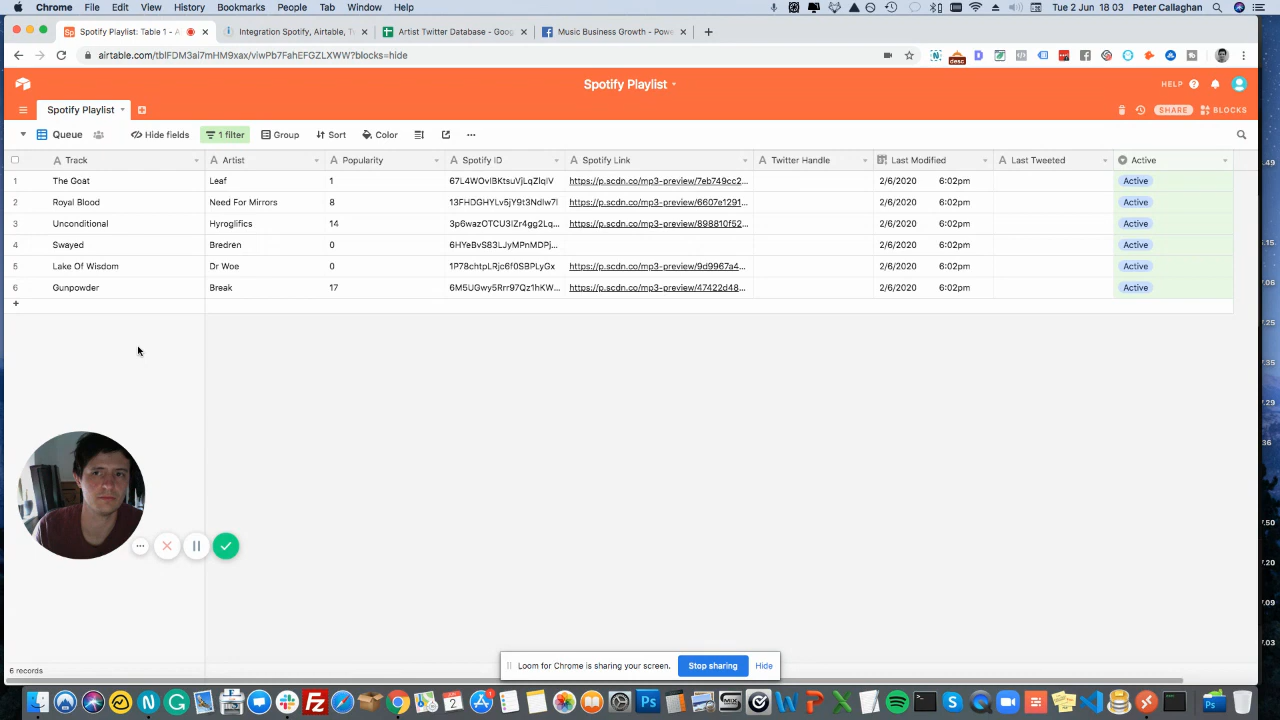 Chrome File Edit View History Bookmarks People Tab Window Help Tue 2 Jun 18 03 Peter Callaghan
Spotify Playlist: Table 1 - A Integration Spotify, Airtable, T Artist Twitter Database - Goog Music Business Growth - Powe
airtable.com/tblFDM3ai7mHM9xax/viwPb7FahEFGZLXWW?blocks=hide
Spotify Playlist HELP
Spotify Playlist SHARE BLOCKS
Queue Hide fields 1 filter Group Sort Color
Track Artist Popularity Spotify ID Spotify Link Twitter Handle Last Modified Last Tweeted Active
1 The Goat Leaf 1 67L4WOvIBKtsuVjLqZlqIV https://p.scdn.co/mp3-preview/7eb749cc2... 2/6/2020 6:02pm Active
2 Royal Blood Need For Mirrors 8 13FHDGHYLv5jY9t3Ndlw7l https://p.scdn.co/mp3-preview/6607e1291... 2/6/2020 6:02pm Active
3 Unconditional Hyroglifics 14 3p6wazOTCU3lZr4gg2Lq... https://p.scdn.co/mp3-preview/898810f52... 2/6/2020 6:02pm Active
4 Swayed Bredren 0 6HYeBvS83LJyMPnMDPj... 2/6/2020 6:02pm Active
5 Lake Of Wisdom Dr Woe 0 1P78chtpLRjc6f0SBPLyGx https://p.scdn.co/mp3-preview/9d9967a4... 2/6/2020 6:02pm Active
6 Gunpowder Break 17 6M5UGwy5Rrr97Qz1hKW... https://p.scdn.co/mp3-preview/47422d48... 2/6/2020 6:02pm Active
6 records
Loom for Chrome is sharing your screen. Stop sharing Hide